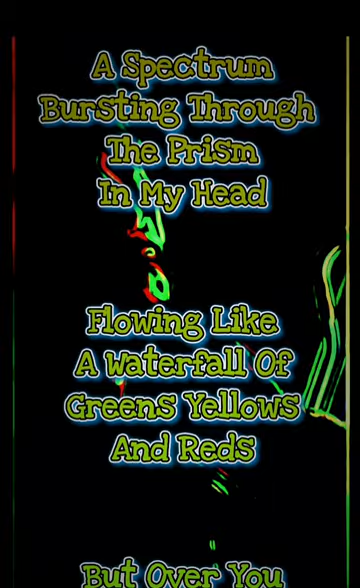 A Spectrum
Bursting Through
The Prism
In My Head
Flowing Like
A Waterfall Of
Greens Yellows
And Reds
But Over You